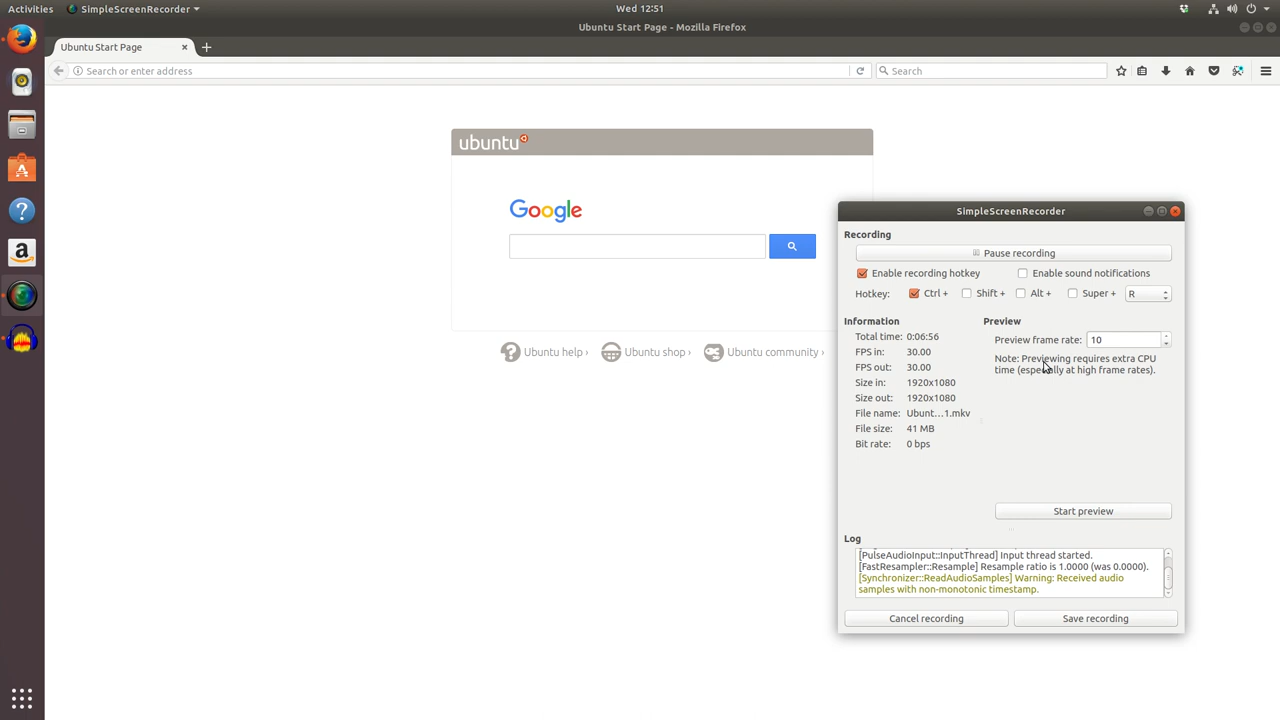 Activities
SimpleScreenRecorder
Wed 12:51
Ubuntu Start Page - Mozilla Firefox
Ubuntu Start Page
Search or enter address
Search
ubuntu
Google
Ubuntu help ›
Ubuntu shop ›
Ubuntu community ›
SimpleScreenRecorder
Recording
Pause recording
Enable recording hotkey
Enable sound notifications
Hotkey: Ctrl + Shift + Alt + Super + R
Information
Total time: 0:06:56
FPS in: 30.00
FPS out: 30.00
Size in: 1920x1080
Size out: 1920x1080
File name: Ubunt…1.mkv
File size: 41 MB
Bit rate: 0 bps
Preview
Preview frame rate: 10
Note: Previewing requires extra CPU
time (especially at high frame rates).
Start preview
Log
[PulseAudioInput::InputThread] Input thread started.
[FastResampler::Resample] Resample ratio is 1.0000 (was 0.0000).
[Synchronizer::ReadAudioSamples] Warning: Received audio
samples with non-monotonic timestamp.
Cancel recording
Save recording